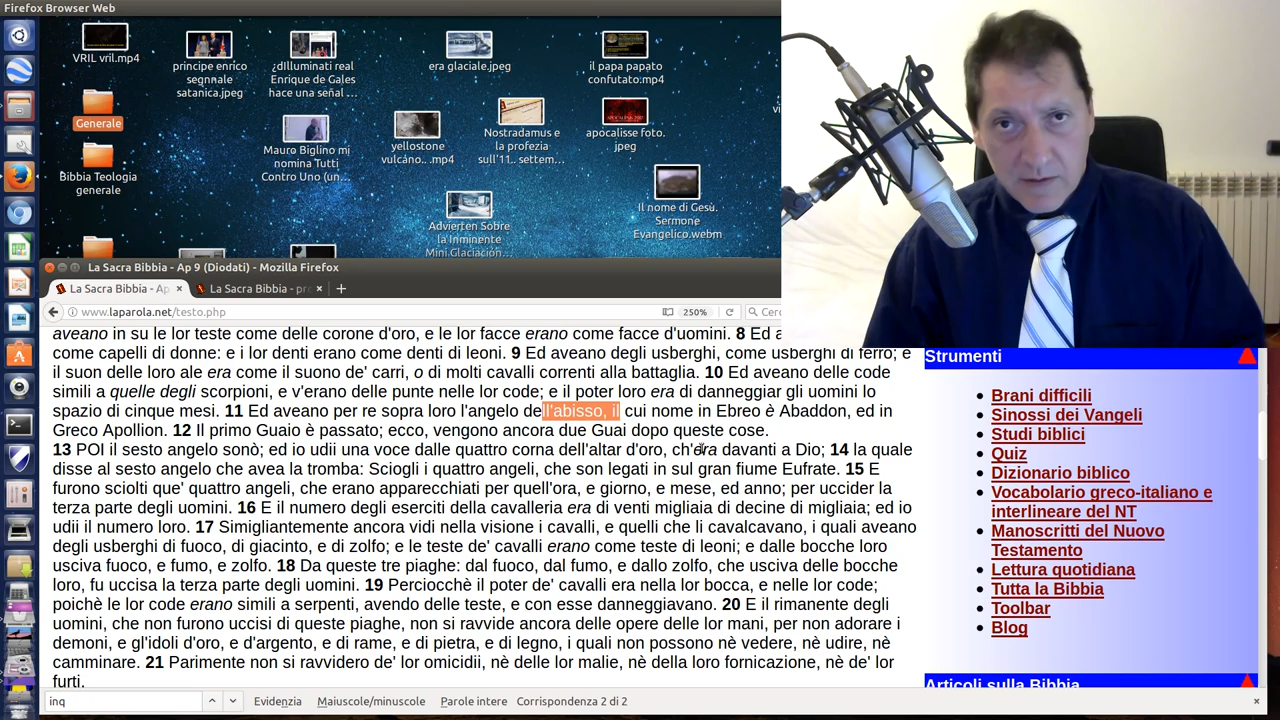 Firefox Browser Web
VRIL vril.mp4
principe enrico
segnnale
satanica.jpeg
¿dIlluminati real
Enrique de Gales
hace una señal ...
era glaciale.jpeg
il papa papato
confutato.mp4
Generale
Mauro Biglino mi
nomina Tutti
Contro Uno (un...
yellostone
vulcáno.. .mp4
Nostradamus e
la profezia
sull'11.. settem...
apocalisse foto.
jpeg
Bibbia Teologia
generale
Advierten Sobre
la Inminente
Mini Glaciación...
Il nome di Gesù.
Sermone
Evangelico.webm
La Sacra Bibbia - Ap 9 (Diodati) - Mozilla Firefox
La Sacra Bibbia - Ap
La Sacra Bibbia - pro
www.laparola.net/testo.php
250%
Cerc
aveano in su le lor teste come delle corone d'oro, e le lor facce erano come facce d'uomini. 8 Ed a
come capelli di donne: e i lor denti erano come denti di leoni. 9 Ed aveano degli usberghi, come usberghi di ferro; e
il suon delle loro ale era come il suono de' carri, o di molti cavalli correnti alla battaglia. 10 Ed aveano delle code
simili a quelle degli scorpioni, e v'erano delle punte nelle lor code; e il poter loro era di danneggiar gli uomini lo
spazio di cinque mesi. 11 Ed aveano per re sopra loro l'angelo dell'abisso, il cui nome in Ebreo è Abaddon, ed in
Greco Apollion. 12 Il primo Guaio è passato; ecco, vengono ancora due Guai dopo queste cose.
13 POI il sesto angelo sonò; ed io udii una voce dalle quattro corna dell'altar d'oro, ch'era davanti a Dio; 14 la quale
disse al sesto angelo che avea la tromba: Sciogli i quattro angeli, che son legati in sul gran fiume Eufrate. 15 E
furono sciolti que' quattro angeli, che erano apparecchiati per quell'ora, e giorno, e mese, ed anno; per uccider la
terza parte degli uomini. 16 E il numero degli eserciti della cavalleria era di venti migliaia di decine di migliaia; ed io
udii il numero loro. 17 Simigliantemente ancora vidi nella visione i cavalli, e quelli che li cavalcavano, i quali aveano
degli usberghi di fuoco, di giacinto, e di zolfo; e le teste de' cavalli erano come teste di leoni; e dalle bocche loro
usciva fuoco, e fumo, e zolfo. 18 Da queste tre piaghe: dal fuoco, dal fumo, e dallo zolfo, che usciva delle bocche
loro, fu uccisa la terza parte degli uomini. 19 Perciocchè il poter de' cavalli era nella lor bocca, e nelle lor code;
poichè le lor code erano simili a serpenti, avendo delle teste, e con esse danneggiavano. 20 E il rimanente degli
uomini, che non furono uccisi di queste piaghe, non si ravvide ancora delle opere delle lor mani, per non adorare i
demoni, e gl'idoli d'oro, e d'argento, e di rame, e di pietra, e di legno, i quali non possono nè vedere, nè udire, nè
camminare. 21 Parimente non si ravvidero de' lor omicidii, nè delle lor malie, nè della loro fornicazione, nè de' lor
furti.
Strumenti
Brani difficili
Sinossi dei Vangeli
Studi biblici
Quiz
Dizionario biblico
Vocabolario greco-italiano e
interlineare del NT
Manoscritti del Nuovo
Testamento
Lettura quotidiana
Tutta la Bibbia
Toolbar
Blog
Articoli sulla Bibbia
inq
Evidenzia
Maiuscole/minuscole
Parole intere
Corrispondenza 2 di 2